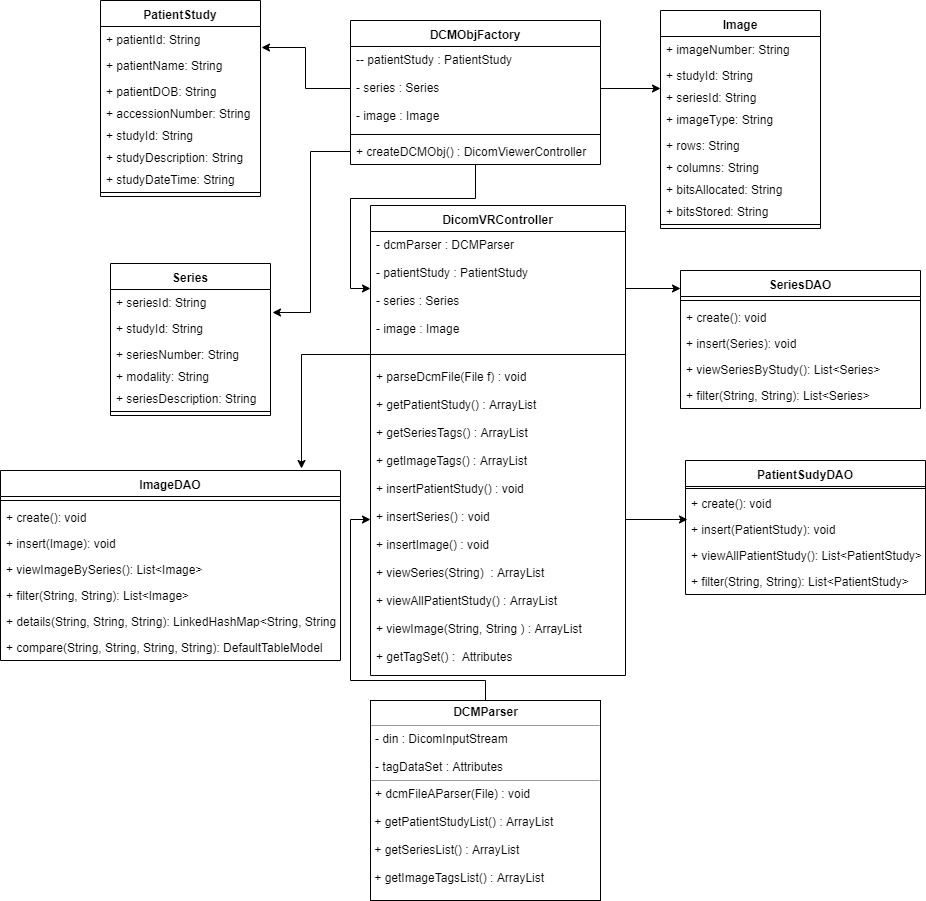 PatientStudy
+ patientId: String
+ patientName: String
+ patientDOB: String
+ accessionNumber: String
+ studyId: String
+ studyDescription: String
+ studyDateTime: String
DCMObjFactory
-- patientStudy : PatientStudy
- series : Series
- image : Image
+ createDCMObj() : DicomViewerController
Image
+ imageNumber: String
+ studyId: String
+ seriesId: String
+ imageType: String
+ rows: String
+ columns: String
+ bitsAllocated: String
+ bitsStored: String
Series
+ seriesId: String
+ studyId: String
+ seriesNumber: String
+ modality: String
+ seriesDescription: String
DicomVRController
- dcmParser : DCMParser
- patientStudy : PatientStudy
- series : Series
- image : Image
+ parseDcmFile(File f) : void
+ getPatientStudy() : ArrayList
+ getSeriesTags() : ArrayList
+ getImageTags() : ArrayList
+ insertPatientStudy() : void
+ insertSeries() : void
+ insertImage() : void
+ viewSeries(String)  : ArrayList
+ viewAllPatientStudy() : ArrayList
+ viewImage(String, String ) : ArrayList
+ getTagSet() :  Attributes
SeriesDAO
+ create(): void
+ insert(Series): void
+ viewSeriesByStudy(): List<Series>
+ filter(String, String): List<Series>
ImageDAO
+ create(): void
+ insert(Image): void
+ viewImageBySeries(): List<Image>
+ filter(String, String): List<Image>
+ details(String, String, String): LinkedHashMap<String, String
+ compare(String, String, String, String): DefaultTableModel
PatientSudyDAO
+ create(): void
+ insert(PatientStudy): void
+ viewAllPatientStudy(): List<PatientStudy>
+ filter(String, String): List<PatientStudy>
DCMParser
- din : DicomInputStream
- tagDataSet : Attributes
+ dcmFileAParser(File) : void
+ getPatientStudyList() : ArrayList
+ getSeriesList() : ArrayList
+ getImageTagsList() : ArrayList